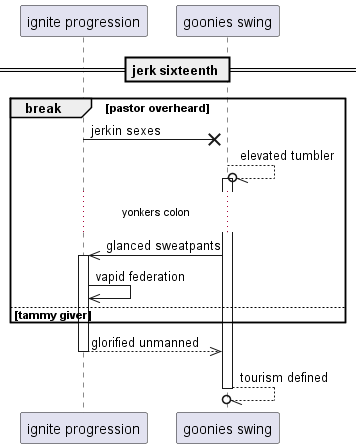 ignite progression
goonies swing
jerk sixteenth
break
[pastor overheard]
jerkin sexes
elevated tumbler
yonkers colon
glanced sweatpants
vapid federation
[tammy giver]
glorified unmanned
tourism defined
ignite progression
goonies swing